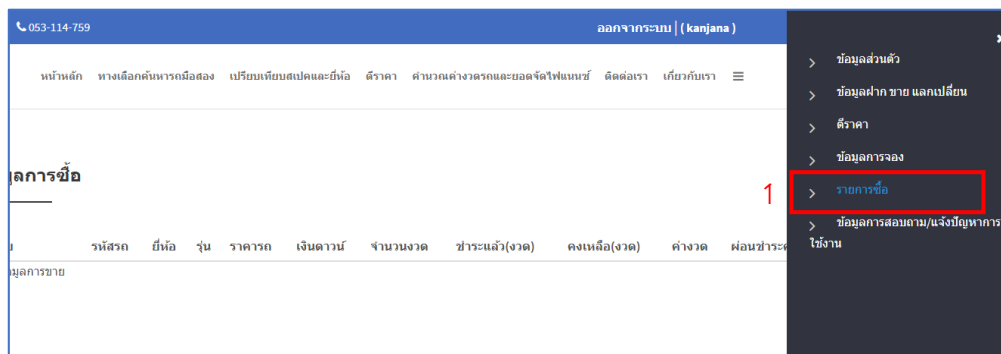 053-114-759 ออกจากระบบ | ( kanjana )
หน้าหลัก ทางเลือกค้นหารถมือสอง เปรียบเทียบสเปคและยี่ห้อ ตีราคา คำนวณค่างวดรถและยอดจัดไฟแนนซ์ ติดต่อเรา เกี่ยวกับเรา
ข้อมูลส่วนตัว
ข้อมูลฝาก ขาย แลกเปลี่ยน
ตีราคา
ข้อมูลการจอง
1 รายการซื้อ
ข้อมูลการสอบถาม/แจ้งปัญหาการ
ใช้งาน
ูลการซื้อ
รหัสรถ ยี่ห้อ รุ่น ราคารถ เงินดาวน์ จำนวนงวด ชำระแล้ว(งวด) คงเหลือ(งวด) ค่างวด ผ่อนชำระ
อมูลการขาย